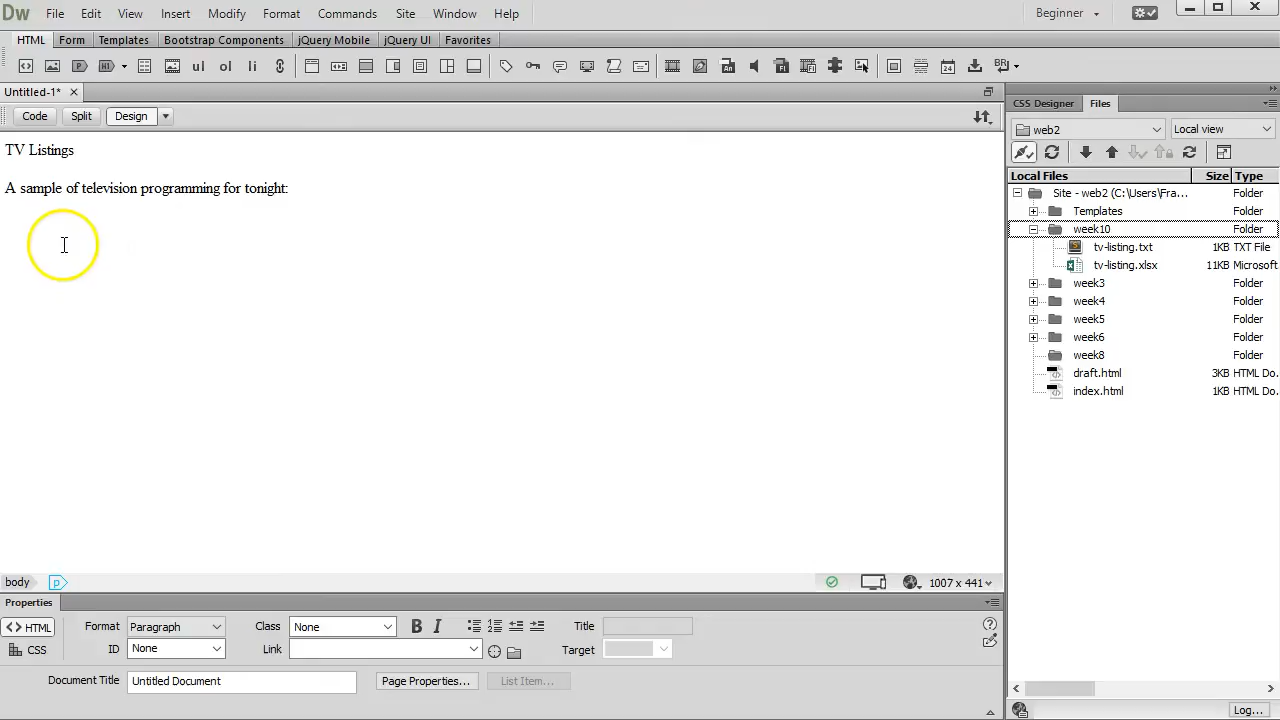 Dw File Edit View Insert Modify Format Commands Site Window Help Beginner
HTML Form Templates Bootstrap Components jQuery Mobile jQuery UI Favorites
ul ol li
Untitled-1*
Code Split Design
TV Listings
A sample of television programming for tonight:
body p 1007 x 441
Properties
HTML Format Paragraph Class None B I Title
CSS ID None Link Target
Document Title Untitled Document Page Properties... List Item...
CSS Designer Files
web2 Local view
Local Files Size Type
Site - web2 (C:\Users\Fra... Folder
Templates Folder
week10 Folder
tv-listing.txt 1KB TXT File
tv-listing.xlsx 11KB Microsoft
week3 Folder
week4 Folder
week5 Folder
week6 Folder
week8 Folder
draft.html 3KB HTML Do..
index.html 1KB HTML Do..
Log...